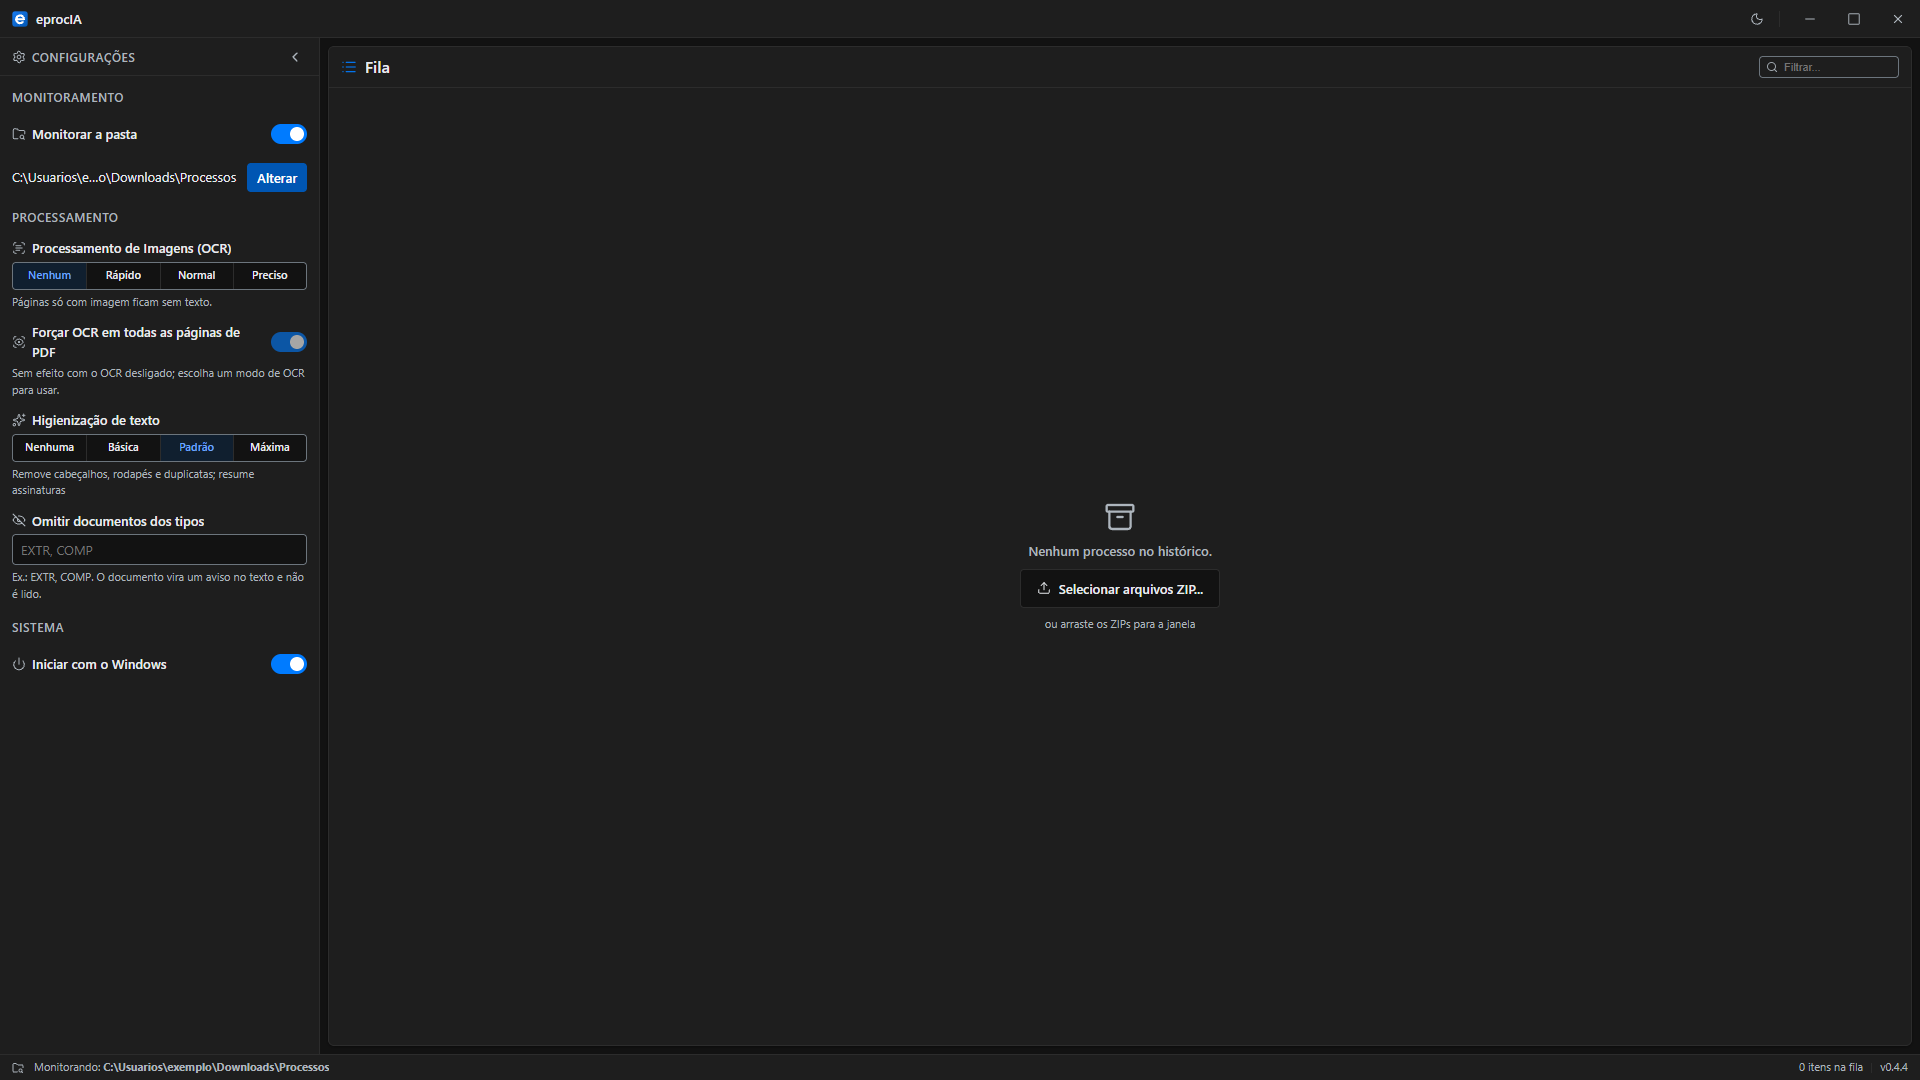 eprocIA
CONFIGURAÇÕES
MONITORAMENTO
Monitorar a pasta
C:\Usuarios\e...o\Downloads\Processos
Alterar
PROCESSAMENTO
Processamento de Imagens (OCR)
Nenhum Rápido Normal Preciso
Páginas só com imagem ficam sem texto.
Forçar OCR em todas as páginas de
PDF
Sem efeito com o OCR desligado; escolha um modo de OCR
para usar.
Higienização de texto
Nenhuma Básica Padrão Máxima
Remove cabeçalhos, rodapés e duplicatas; resume
assinaturas
Omitir documentos dos tipos
EXTR, COMP
Ex.: EXTR, COMP. O documento vira um aviso no texto e não
é lido.
SISTEMA
Iniciar com o Windows
Fila
Filtrar...
Nenhum processo no histórico.
Selecionar arquivos ZIP...
ou arraste os ZIPs para a janela
Monitorando: C:\Usuarios\exemplo\Downloads\Processos
0 itens na fila
v0.4.4